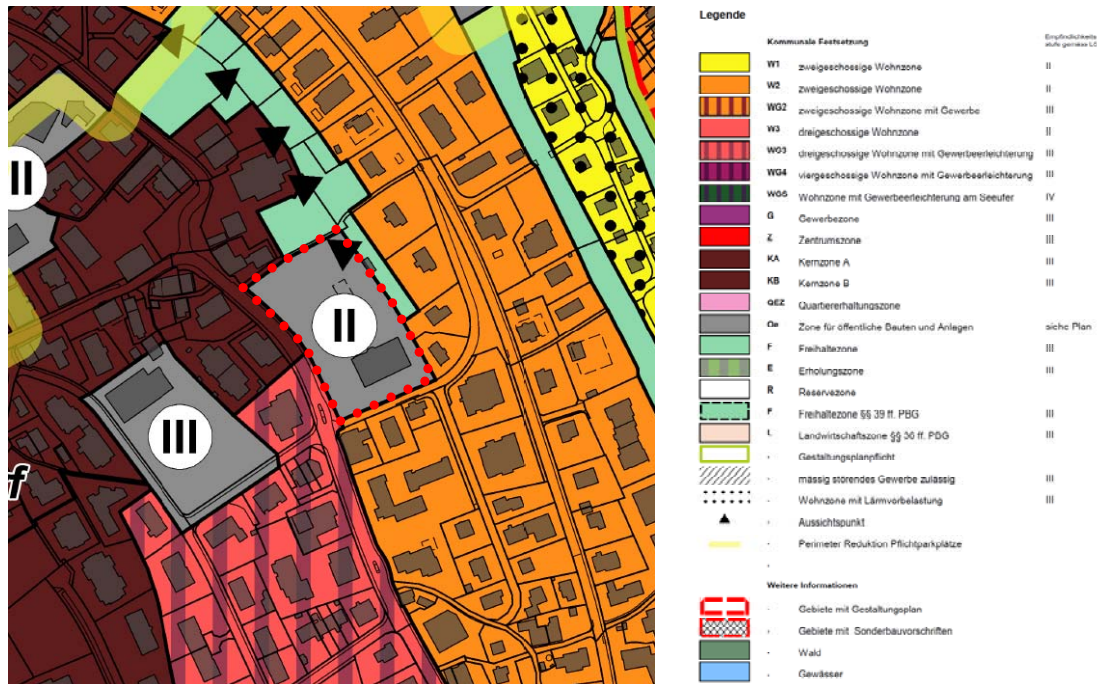 II
II
III
f
Legende
Kommunale Festsetzung
Empfindlichkeits
stufe gemäss LS
W1 zweigeschossige Wohnzone II
W2 zweigeschossige Wohnzone II
WG2 zweigeschossige Wohnzone mit Gewerbe III
W3 dreigeschossige Wohnzone II
WG3 dreigeschossige Wohnzone mit Gewerbeerleichterung III
WG4 viergeschossige Wohnzone mit Gewerbeerleichterung III
WGS Wohnzone mit Gewerbeerleichterung am Seeufer IV
G Gewerbezone III
Z Zentrumszone III
KA Kernzone A III
KB Kernzone B III
QEZ Quartiererhaltungszone
Oe Zone für öffentliche Bauten und Anlagen siehe Plan
F Freihaltezone III
E Erholungszone III
R Reservezone
F Freihaltezone §§ 39 ff. PBG III
L Landwirtschaftszone §§ 36 ff. PBG III
Gestaltungsplanpflicht
mässig störendes Gewerbe zulässig III
Wohnzone mit Lärmvorbelastung III
Aussichtspunkt
Perimeter Reduktion Pflichtparkplätze
Weitere Informationen
Gebiete mit Gestaltungsplan
Gebiete mit Sonderbauvorschriften
Wald
Gewässer